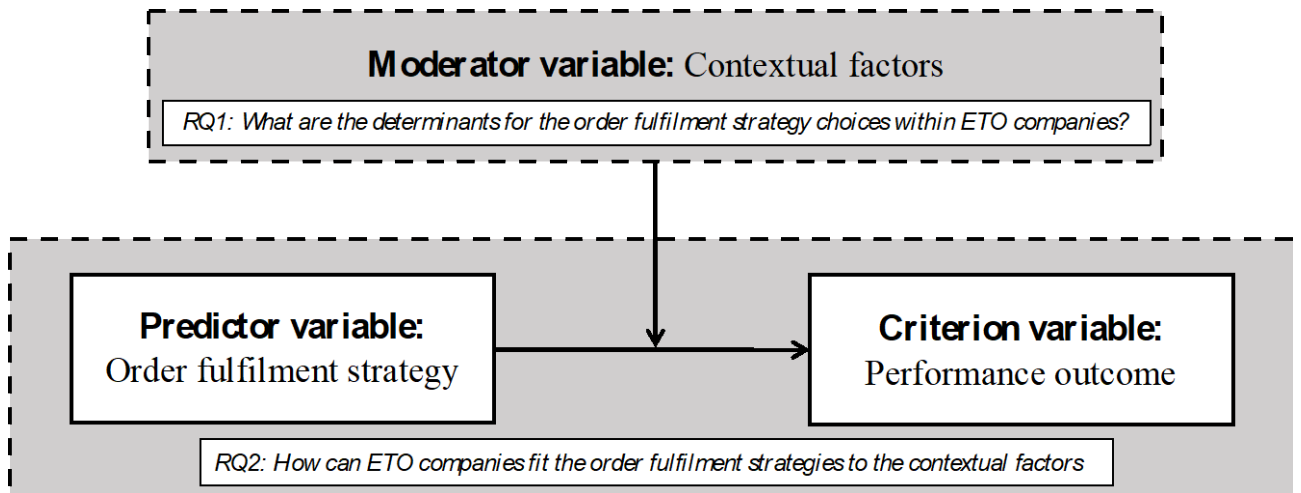 Moderator variable: Contextual factors
RQ1: What are the determinants for the order fulfilment strategy choices within ETO companies?
Predictor variable:
Order fulfilment strategy
Criterion variable:
Performance outcome
RQ2: How can ETO companies fit the order fulfilment strategies to the contextual factors